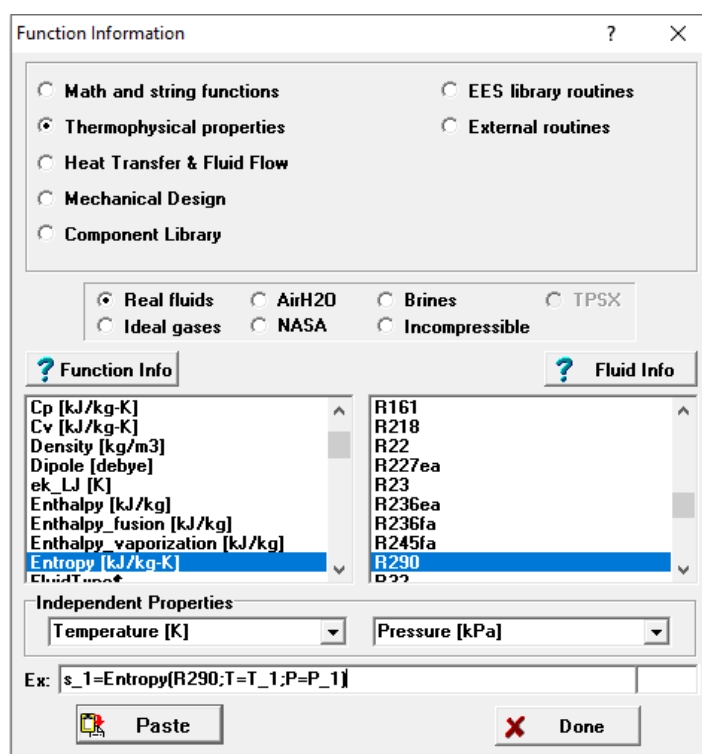 Function Information ? ×
Math and string functions
EES library routines
Thermophysical properties
External routines
Heat Transfer & Fluid Flow
Mechanical Design
Component Library
Real fluids
AirH2O
Brines
TPSX
Ideal gases
NASA
Incompressible
? Function Info
? Fluid Info
Cp [kJ/kg-K]
Cv [kJ/kg-K]
Density [kg/m3]
Dipole [debye]
ek_LJ [K]
Enthalpy [kJ/kg]
Enthalpy_fusion [kJ/kg]
Enthalpy_vaporization [kJ/kg]
Entropy [kJ/kg-K]
FluidType$
R161
R218
R22
R227ea
R23
R236ea
R236fa
R245fa
R290
R32
Independent Properties
Temperature [K]
Pressure [kPa]
Ex: s_1=Entropy(R290;T=T_1;P=P_1)
Paste
Done